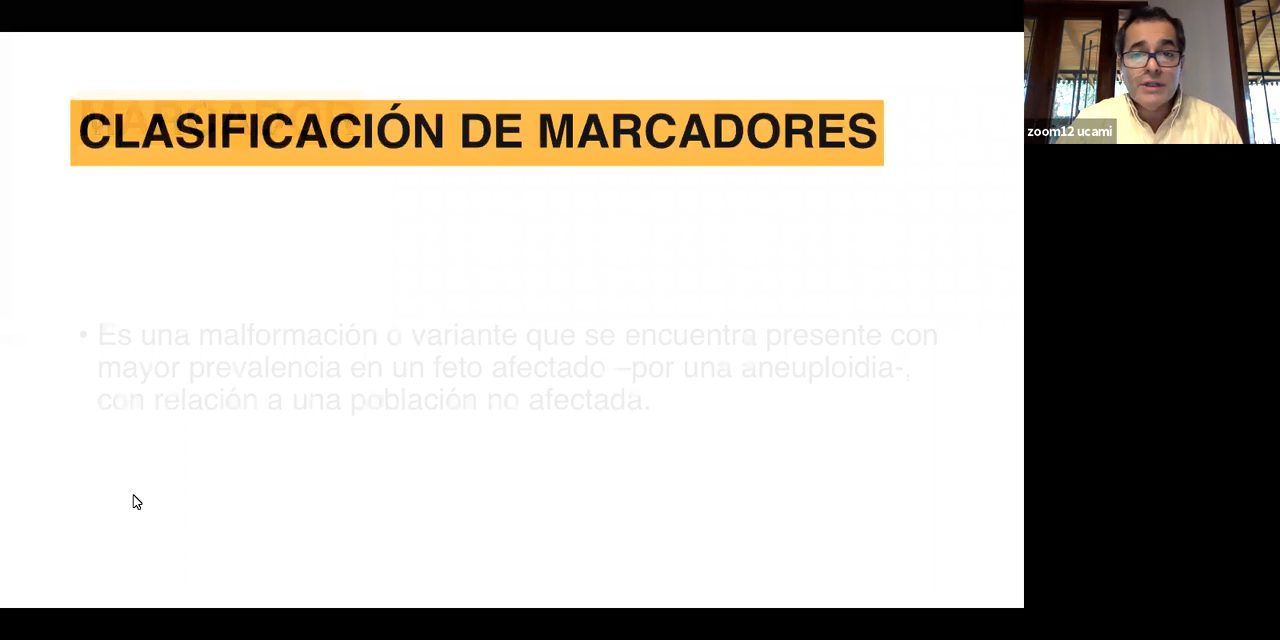 MARCADOR
CLASIFICACIÓN DE MARCADORES
• Es una malformación o variante que se encuentra presente con
mayor prevalencia en un feto afectado –por una aneuploidia-,
con relación a una población no afectada.
zoom12 ucami